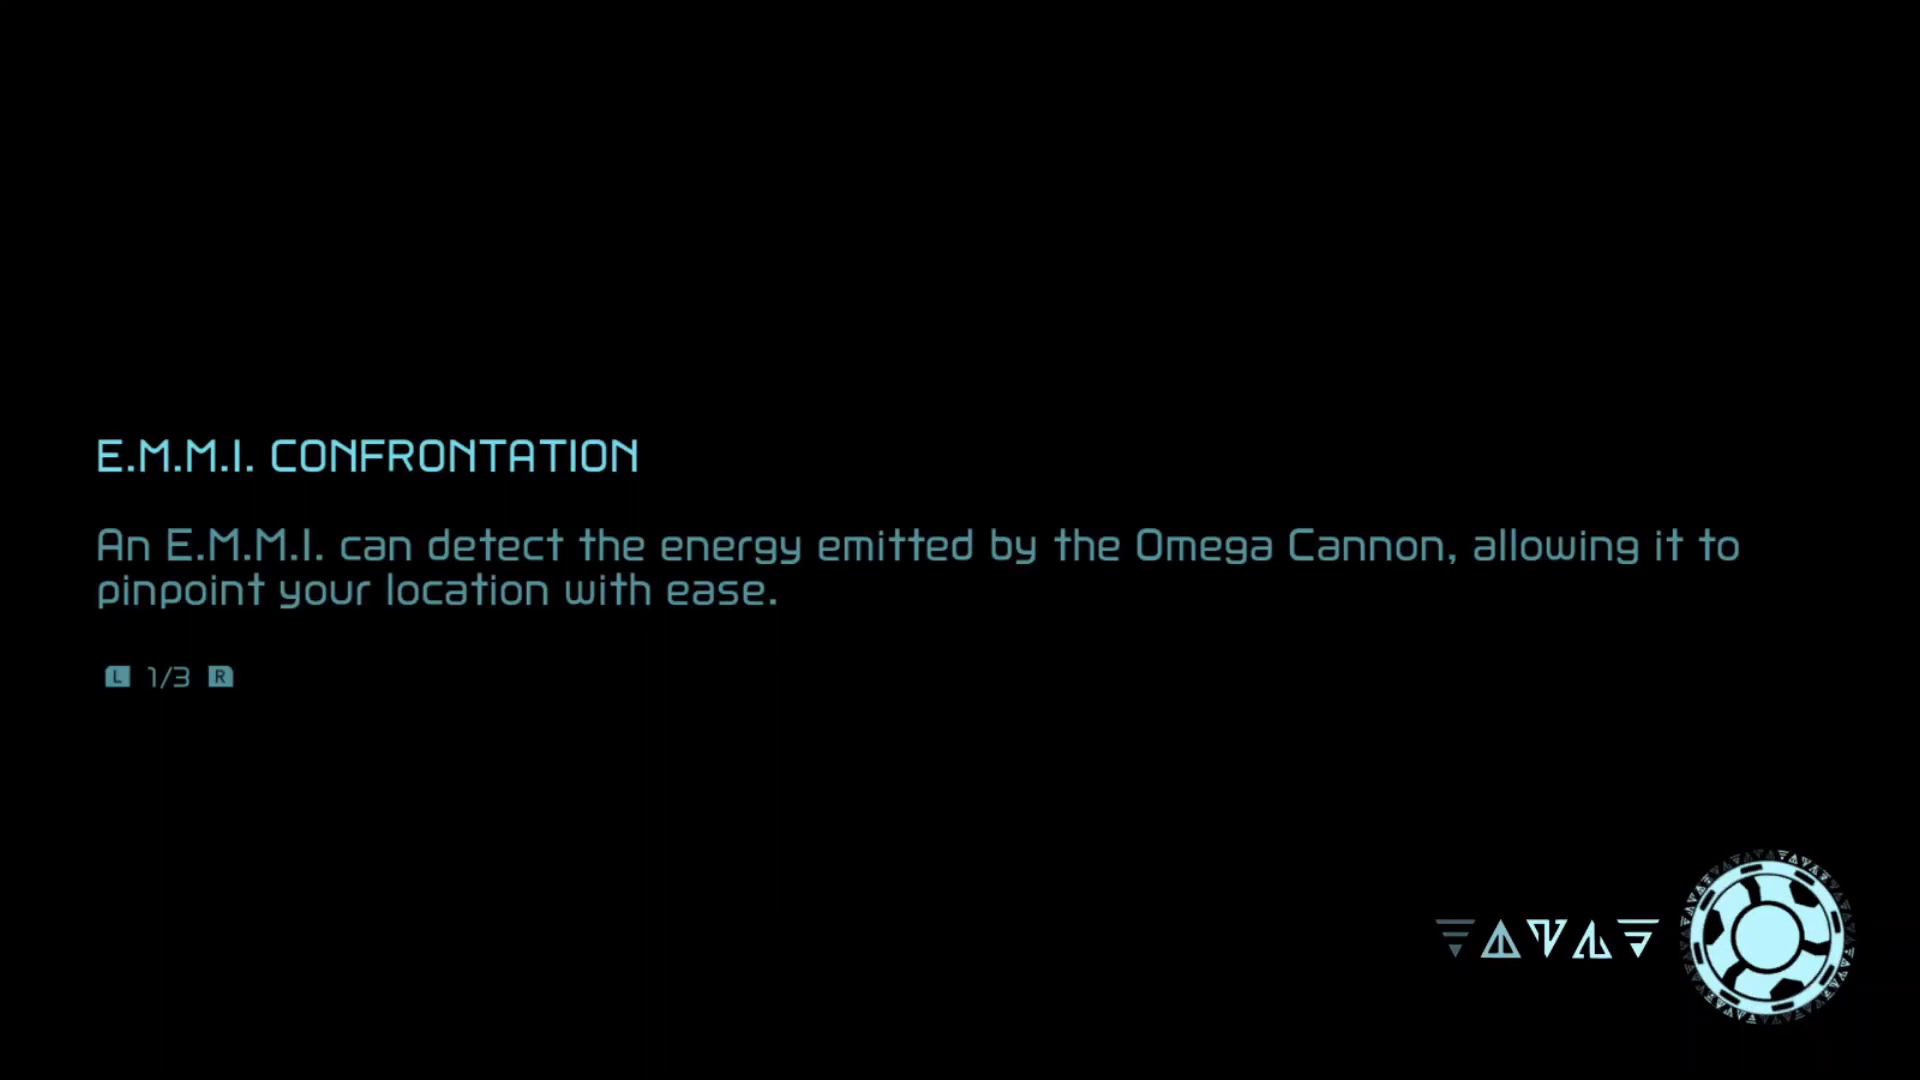 E.M.M.I. CONFRONTATION
An E.M.M.I. can detect the energy emitted by the Omega Cannon, allowing it to
pinpoint your location with ease.
L 1/3 R